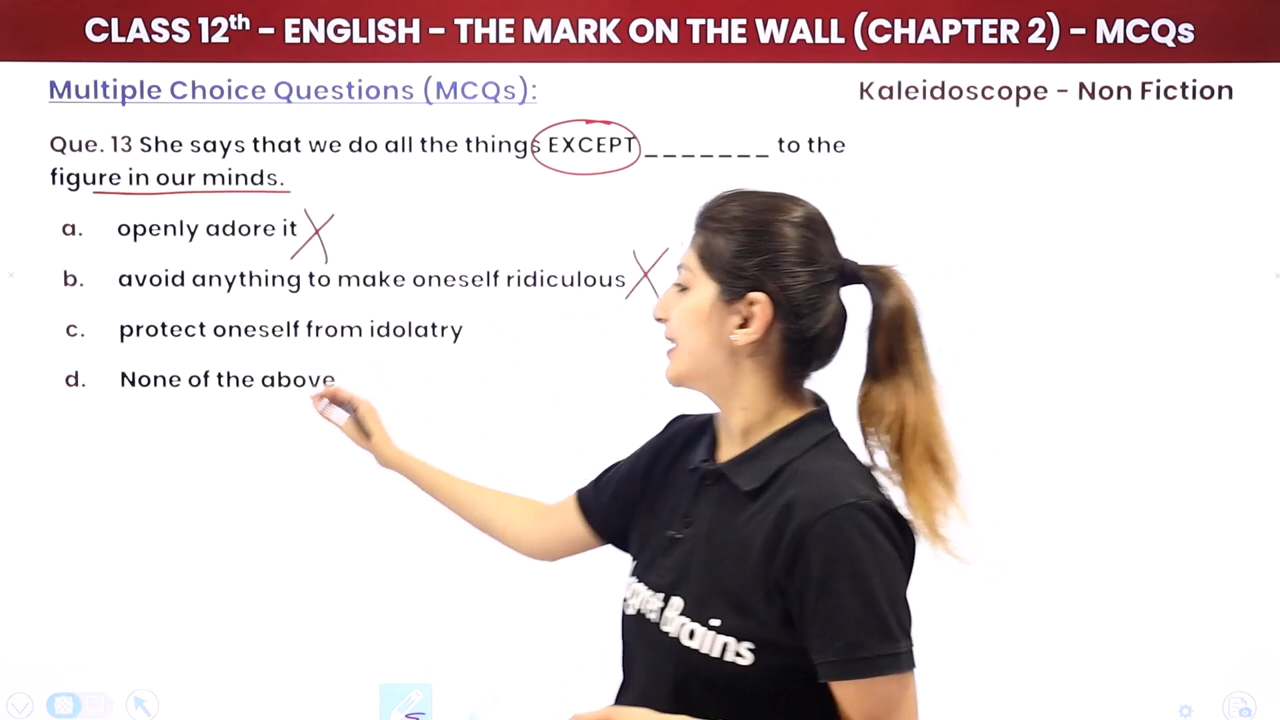 CLASS 12th – ENGLISH – THE MARK ON THE WALL (CHAPTER 2) – MCQs
Multiple Choice Questions (MCQs):
Kaleidoscope - Non Fiction
Que. 13 She says that we do all the things EXCEPT _______ to the
figure in our minds.
a. openly adore it
b. avoid anything to make oneself ridiculous
c. protect oneself from idolatry
d. None of the above
Brains